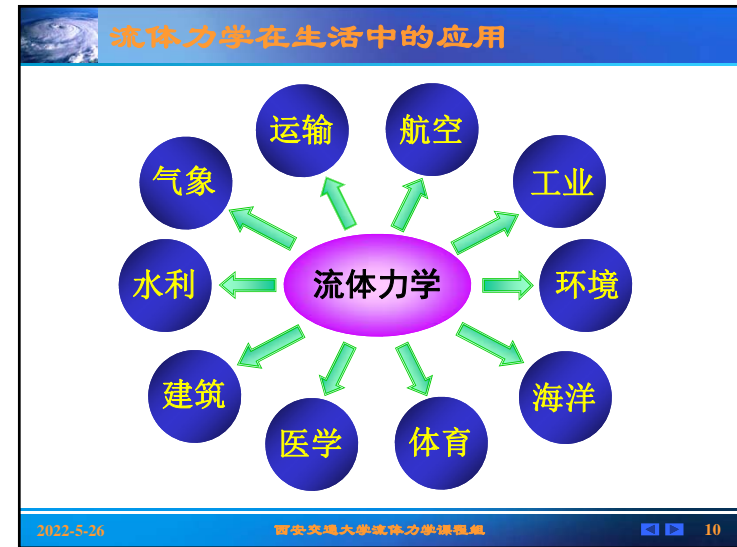 流体力学在生活中的应用
运输
航空
气象
工业
水利
流体力学
环境
建筑
海洋
医学
体育
2022-5-26
西安交通大学流体力学课程组
10